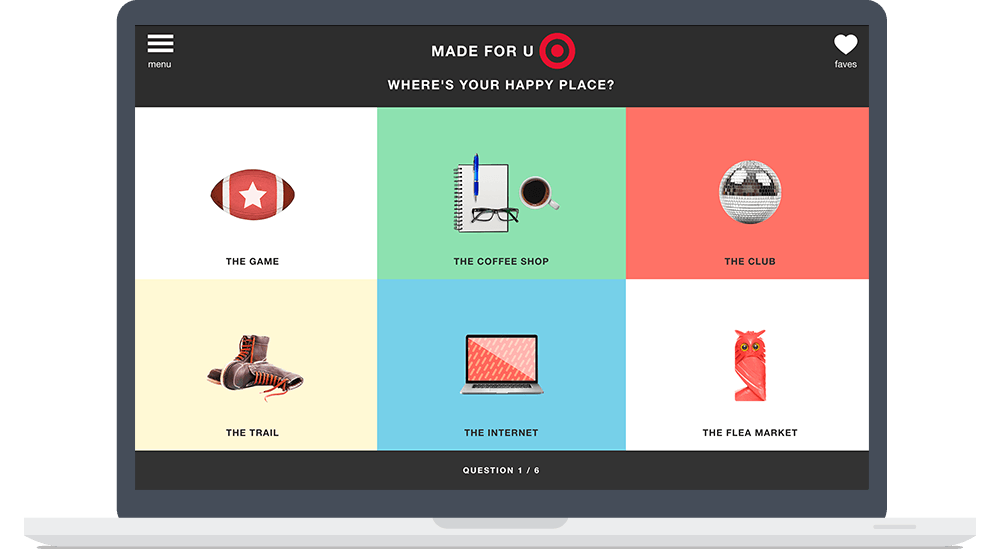 MADE FOR U
menu
faves
WHERE'S YOUR HAPPY PLACE?
THE GAME
THE COFFEE SHOP
THE CLUB
THE TRAIL
THE INTERNET
THE FLEA MARKET
QUESTION 1 / 6